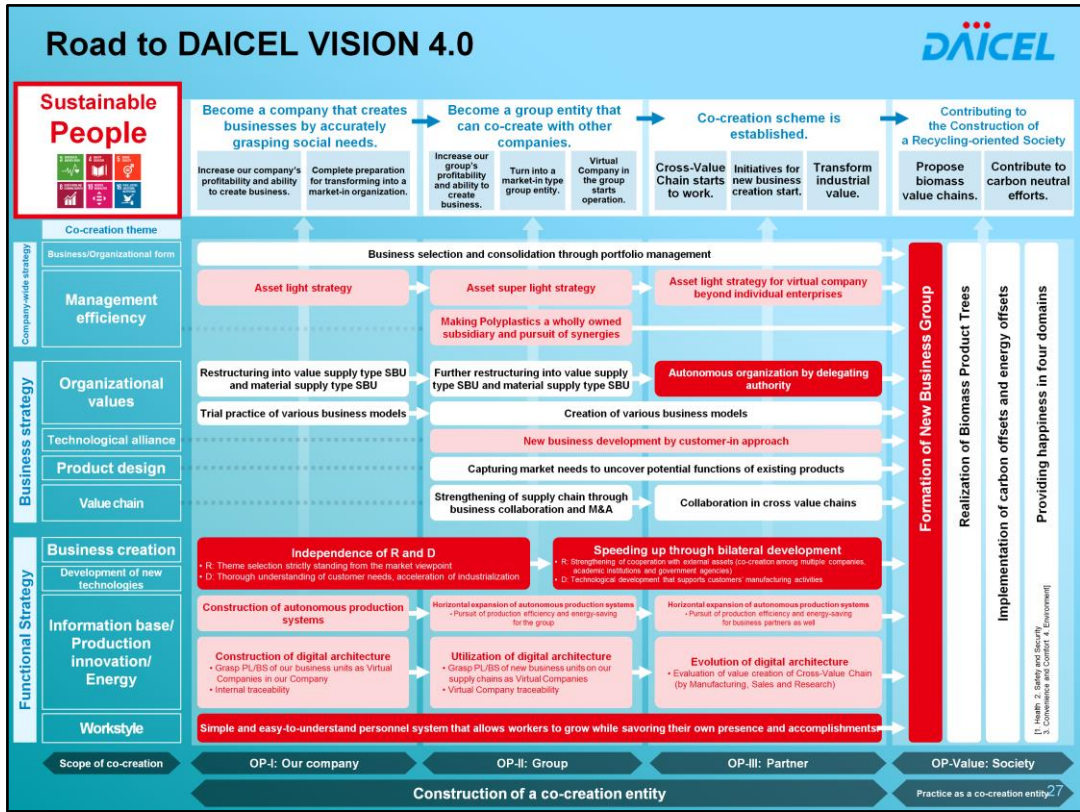 Road to DAICEL VISION 4.0
DAICEL
Sustainable
People
Become a company that creates
businesses by accurately
grasping social needs.
Become a group entity that
can co-create with other
companies.
Co-creation scheme is
established.
Contributing to
the Construction of
a Recycling-oriented Society
Increase our company's
profitability and ability
to create business.
Complete preparation
for transforming into a
market-in organization.
Increase our
group's
profitability
and ability to
create
business.
Turn into a
market-in type
group entity.
Virtual
Company in
the group
starts
operation.
Cross-Value
Chain starts
to work.
Initiatives for
new business
creation start.
Transform
industrial
value.
Propose
biomass
value chains.
Contribute to
carbon neutral
efforts.
Co-creation theme
Company-wide strategy
Business/Organizational form
Business selection and consolidation through portfolio management
Management
efficiency
Asset light strategy
Asset super light strategy
Asset light strategy for virtual company
beyond individual enterprises
Making Polyplastics a wholly owned
subsidiary and pursuit of synergies
Business strategy
Organizational
values
Restructuring into value supply type SBU
and material supply type SBU
Further restructuring into value supply
type SBU and material supply type SBU
Autonomous organization by delegating
authority
Trial practice of various business models
Creation of various business models
Technological alliance
New business development by customer-in approach
Product design
Capturing market needs to uncover potential functions of existing products
Value chain
Strengthening of supply chain through
business collaboration and M&A
Collaboration in cross value chains
Functional Strategy
Business creation
Development of new
technologies
Independence of R and D
• R: Theme selection strictly standing from the market viewpoint
• D: Thorough understanding of customer needs, acceleration of industrialization
Speeding up through bilateral development
• R: Strengthening of cooperation with external assets (co-creation among multiple companies,
academic institutions and government agencies)
• D: Technological development that supports customers' manufacturing activities
Information base/
Production
innovation/
Energy
Construction of autonomous production
systems
Horizontal expansion of autonomous production systems
- Pursuit of production efficiency and energy-saving
for the group
Horizontal expansion of autonomous production systems
- Pursuit of production efficiency and energy-saving
for business partners as well
Construction of digital architecture
• Grasp PL/BS of our business units as Virtual
Companies in our Company
• Internal traceability
Utilization of digital architecture
• Grasp PL/BS of new business units on our
supply chains as Virtual Companies
• Virtual Company traceability
Evolution of digital architecture
• Evaluation of value creation of Cross-Value Chain
(by Manufacturing, Sales and Research)
Workstyle
Simple and easy-to-understand personnel system that allows workers to grow while savoring their own presence and accomplishments
Formation of New Business Group
Realization of Biomass Product Trees
Implementation of carbon offsets and energy offsets
Providing happiness in four domains
[1. Health 2. Safety and Security
3. Convenience and Comfort 4. Environment]
Scope of co-creation
OP-I: Our company
OP-II: Group
OP-III: Partner
OP-Value: Society
Construction of a co-creation entity
Practice as a co-creation entity
27